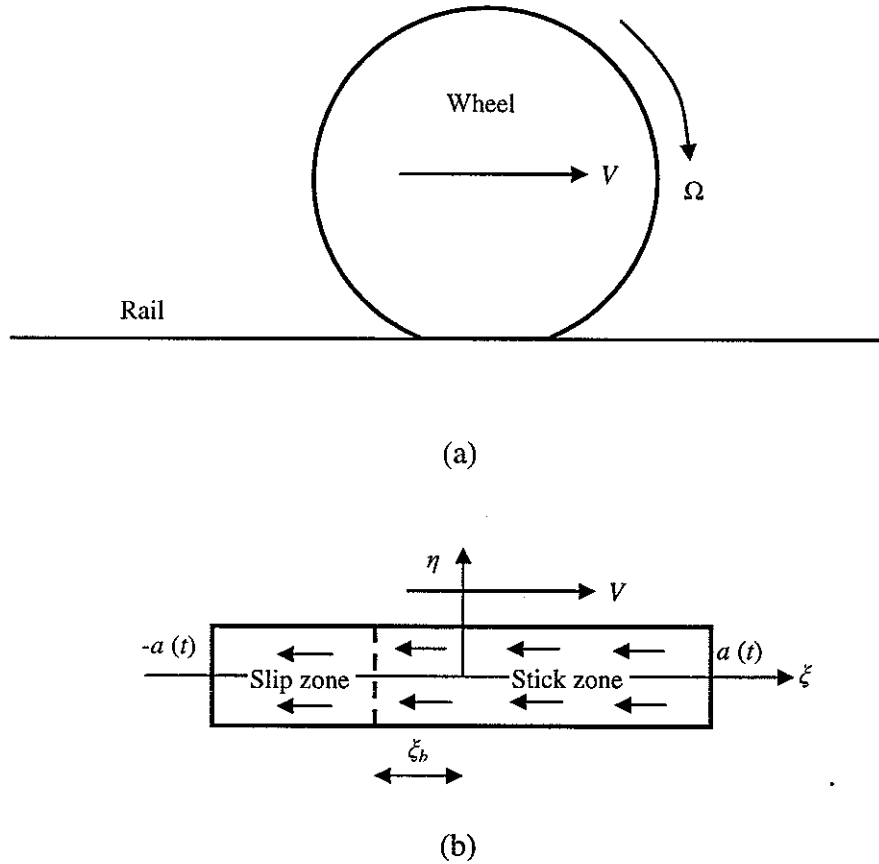 Wheel
V
Ω
Rail
(a)
η
V
-a (t)
a (t)
Slip zone
Stick zone
ξ
ξb
(b)